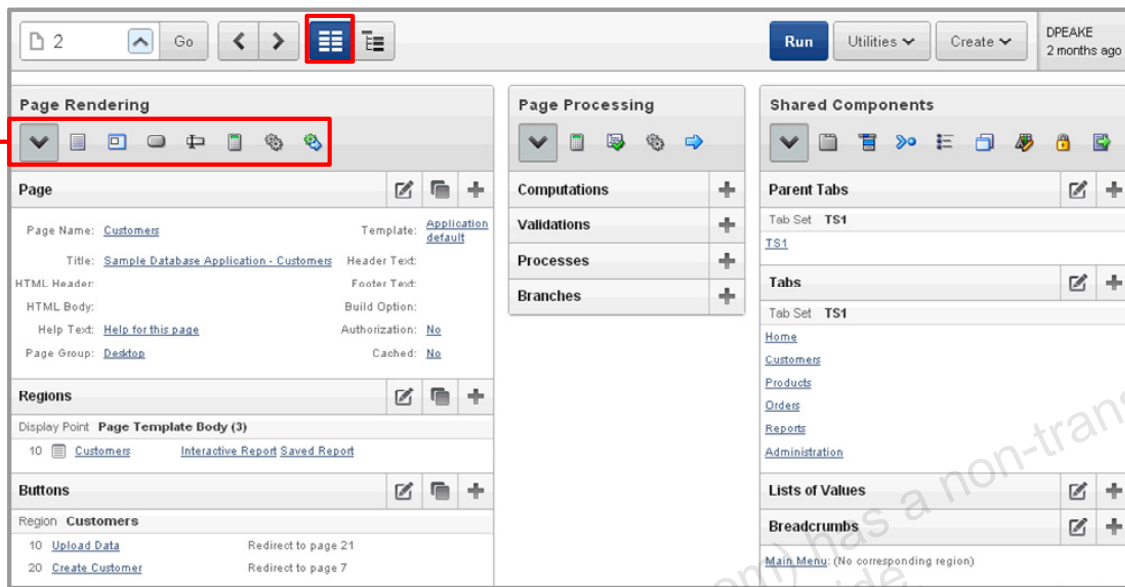 2
Go
Run
Utilities
Create
DPEAKE
2 months ago
Page Rendering
Page
Page Name: Customers
Template: Application default
Title: Sample Database Application - Customers
Header Text:
HTML Header:
Footer Text:
HTML Body:
Build Option:
Help Text: Help for this page
Authorization: No
Page Group: Desktop
Cached: No
Regions
Display Point Page Template Body (3)
10 Customers Interactive Report Saved Report
Buttons
Region Customers
10 Upload Data Redirect to page 21
20 Create Customer Redirect to page 7
Page Processing
Computations
Validations
Processes
Branches
Shared Components
Parent Tabs
Tab Set TS1
TS1
Tabs
Tab Set TS1
Home
Customers
Products
Orders
Reports
Administration
Lists of Values
Breadcrumbs
Main Menu: (No corresponding region)
om) has a non-trans